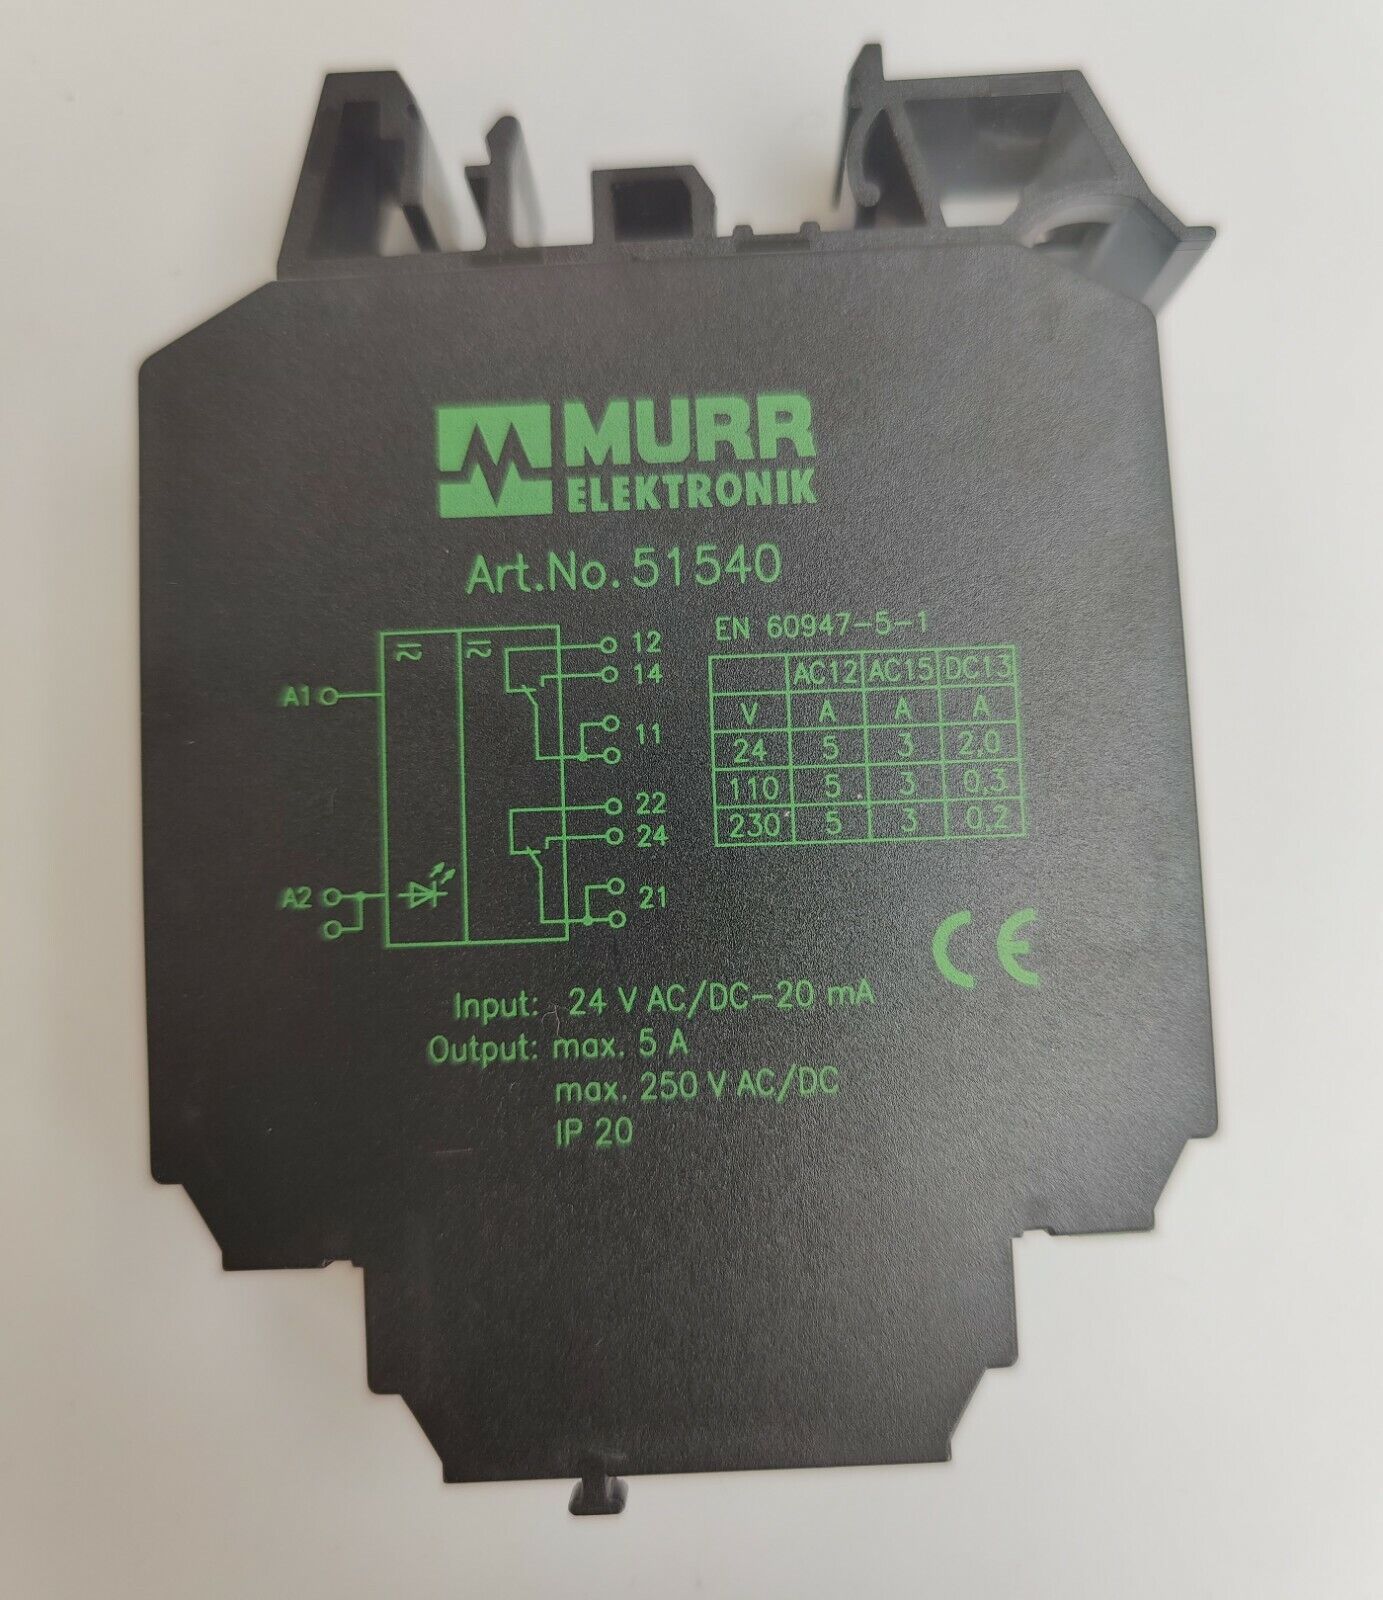 MURR
ELEKTRONIK
Art.No. 51540
EN 60947-5-1
AC12 AC15 DC13
V A A A
24 5 3 2,0
110 5 3 0,3
230 5 3 0,2
12
14
A1
11
22
24
A2
21
CE
Input: 24 V AC/DC-20 mA
Output: max. 5 A
max. 250 V AC/DC
IP 20